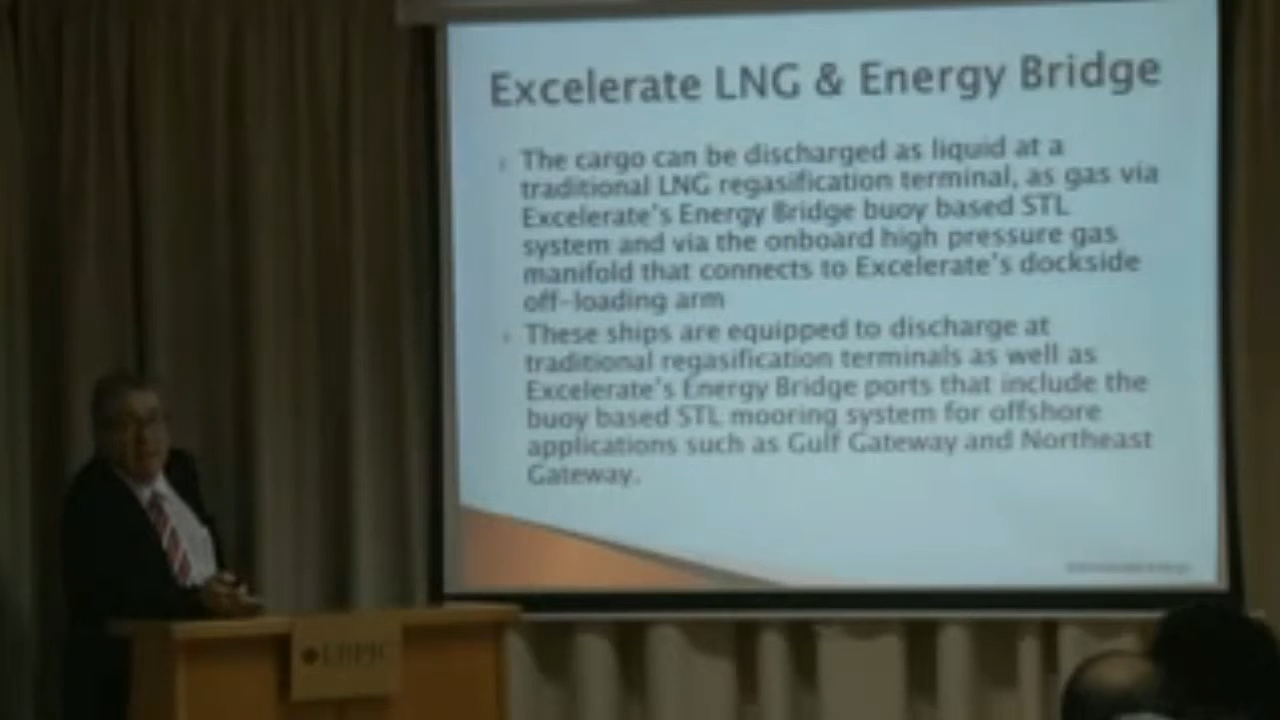 Excelerate LNG & Energy Bridge
The cargo can be discharged as liquid at a
traditional LNG regasification terminal, as gas via
Excelerate's Energy Bridge buoy based STL
system and via the onboard high pressure gas
manifold that connects to Excelerate's dockside
off-loading arm
These ships are equipped to discharge at
traditional regasification terminals as well as
Excelerate's Energy Bridge ports that include the
buoy based STL mooring system for offshore
applications such as Gulf Gateway and Northeast
Gateway.